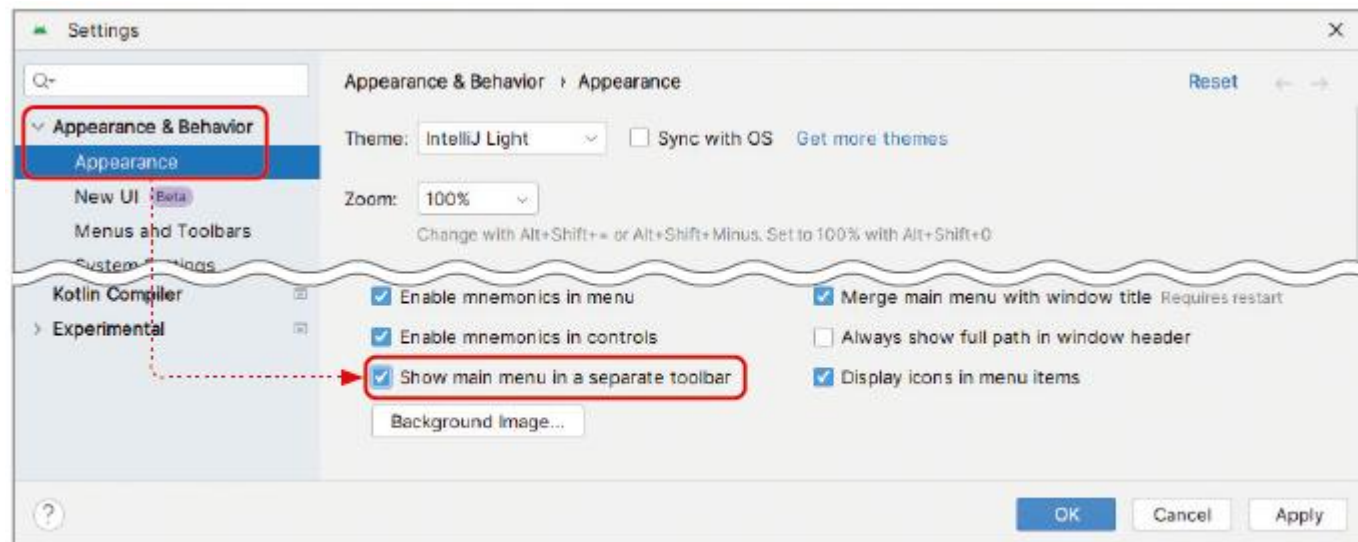 Settings
Appearance & Behavior
Appearance
New UI Beta
Menus and Toolbars
System Settings
Kotlin Compiler
Experimental
Appearance & Behavior › Appearance
Reset
Theme: IntelliJ Light
Sync with OS
Get more themes
Zoom: 100%
Change with Alt+Shift+= or Alt+Shift+Minus. Set to 100% with Alt+Shift+0
Enable mnemonics in menu
Merge main menu with window title Requires restart
Enable mnemonics in controls
Always show full path in window header
Show main menu in a separate toolbar
Display icons in menu items
Background Image...
?
OK
Cancel
Apply